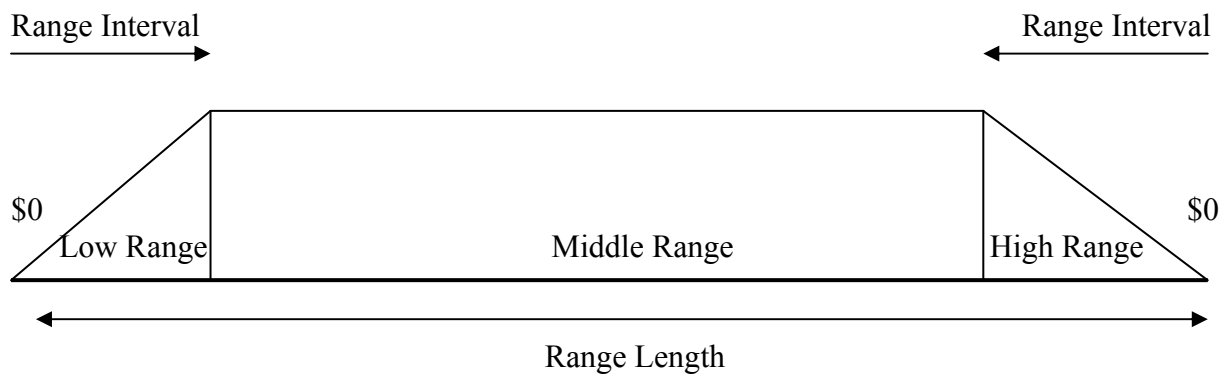 Range Interval Range Interval
$0 $0
Low Range Middle Range High Range
Range Length